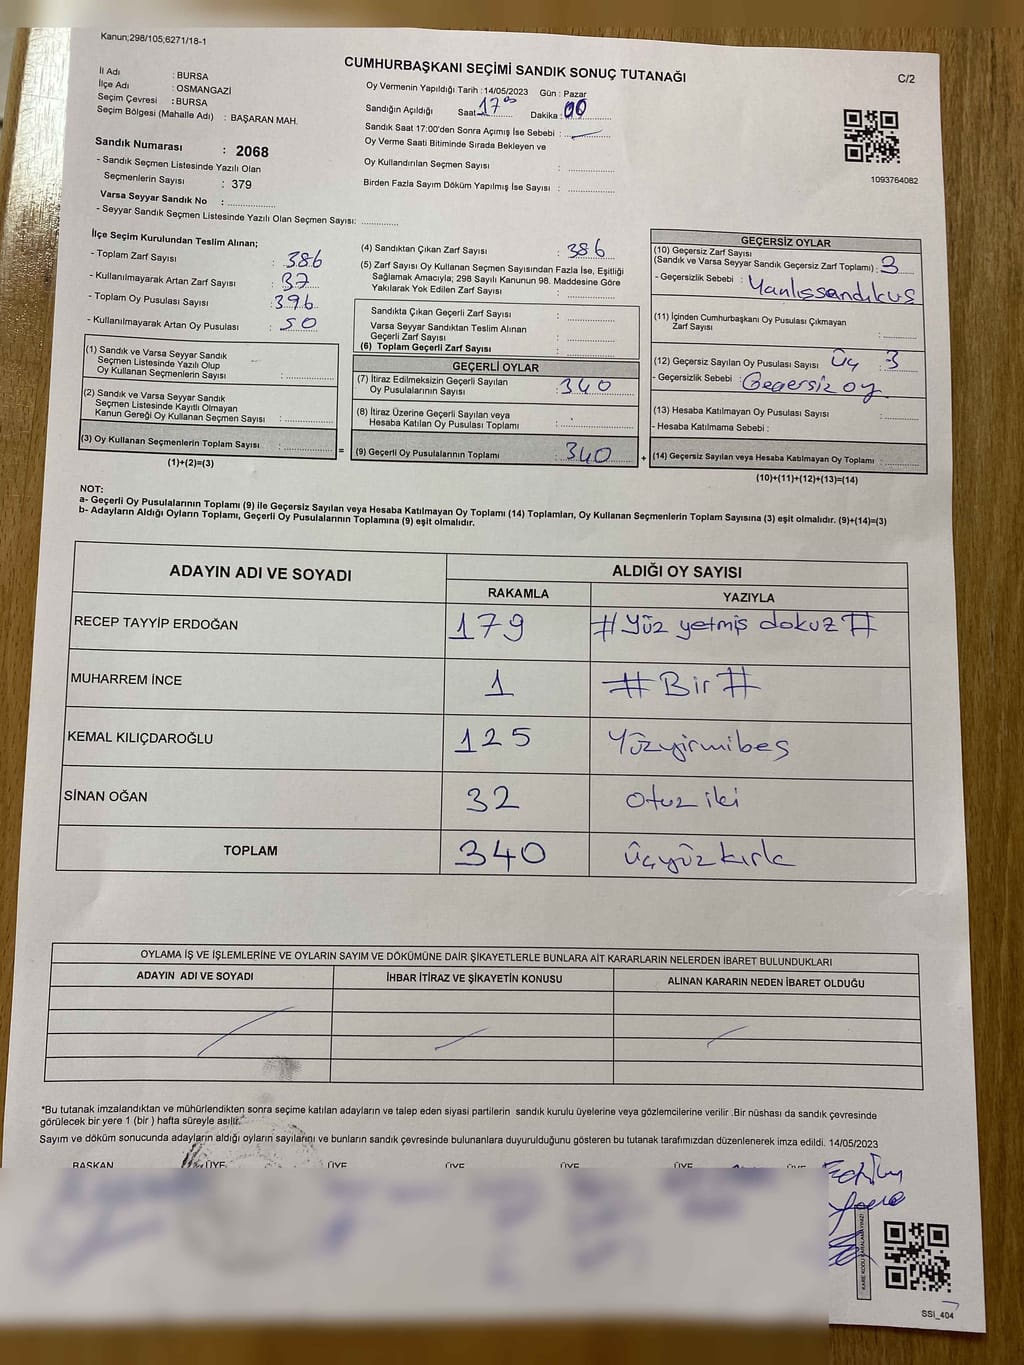 Kanun;298/105;6271/18-1
CUMHURBAŞKANI SEÇİMİ SANDIK SONUÇ TUTANAĞI
C/2
İl Adı : BURSA
İlçe Adı : OSMANGAZİ
Seçim Çevresi : BURSA
Seçim Bölgesi (Mahalle Adı) : BAŞARAN MAH.
Oy Vermenin Yapıldığı Tarih : 14/05/2023 Gün : Pazar
Sandığın Açıldığı Saat 17 00 Dakika : 00
Sandık Saat 17:00'den Sonra Açımış İse Sebebi :
Oy Verme Saati Bitiminde Sırada Bekleyen ve
Oy Kullandırılan Seçmen Sayısı :
Birden Fazla Sayım Döküm Yapılmış İse Sayısı :
1093764082
Sandık Numarası : 2068
- Sandık Seçmen Listesinde Yazılı Olan
Seçmenlerin Sayısı : 379
Varsa Seyyar Sandık No :
- Seyyar Sandık Seçmen Listesinde Yazılı Olan Seçmen Sayısı:
İlçe Seçim Kurulundan Teslim Alınan;
- Toplam Zarf Sayısı : 386
- Kullanılmayarak Artan Zarf Sayısı : 37
- Toplam Oy Pusulası Sayısı : 396
- Kullanılmayarak Artan Oy Pusulası : 50
(1) Sandık ve Varsa Seyyar Sandık
Seçmen Listesinde Yazılı Olup
Oy Kullanan Seçmenlerin Sayısı :
(2) Sandık ve Varsa Seyyar Sandık
Seçmen Listesinde Kayıtlı Olmayan
Kanun Gereği Oy Kullanan Seçmen Sayısı :
(3) Oy Kullanan Seçmenlerin Toplam Sayısı :
(1)+(2)=(3)
=
(4) Sandıktan Çıkan Zarf Sayısı : 386
(5) Zarf Sayısı Oy Kullanan Seçmen Sayısından Fazla İse, Eşitliği
Sağlamak Amacıyla; 298 Sayılı Kanunun 98. Maddesine Göre
Yakılarak Yok Edilen Zarf Sayısı :
Sandıkta Çıkan Geçerli Zarf Sayısı :
Varsa Seyyar Sandıktan Teslim Alınan
Geçerli Zarf Sayısı :
(6) Toplam Geçerli Zarf Sayısı :
GEÇERLİ OYLAR
(7) İtiraz Edilmeksizin Geçerli Sayılan
Oy Pusulalarının Sayısı : 340
(8) İtiraz Üzerine Geçerli Sayılan veya
Hesaba Katılan Oy Pusulası Toplamı :
(9) Geçerli Oy Pusulalarının Toplamı : 340
+
GEÇERSİZ OYLAR
(10) Geçersiz Zarf Sayısı
(Sandık ve Varsa Seyyar Sandık Geçersiz Zarf Toplamı) : 3
- Geçersizlik Sebebi : Yanlıssandıkus
(11) İçinden Cumhurbaşkanı Oy Pusulası Çıkmayan
Zarf Sayısı :
(12) Geçersiz Sayılan Oy Pusulası Sayısı Üç : 3
- Geçersizlik Sebebi : Geçersiz oy
(13) Hesaba Katılmayan Oy Pusulası Sayısı :
- Hesaba Katılmama Sebebi :
(14) Geçersiz Sayılan veya Hesaba Katılmayan Oy Toplamı :
(10)+(11)+(12)+(13)=(14)
NOT:
a- Geçerli Oy Pusulalarının Toplamı (9) ile Geçersiz Sayılan veya Hesaba Katılmayan Oy Toplamı (14) Toplamları, Oy Kullanan Seçmenlerin Toplam Sayısına (3) eşit olmalıdır. (9)+(14)=(3)
b- Adayların Aldığı Oyların Toplamı, Geçerli Oy Pusulalarının Toplamına (9) eşit olmalıdır.
ADAYIN ADI VE SOYADI ALDIĞI OY SAYISI
RAKAMLA YAZIYLA
RECEP TAYYİP ERDOĞAN 179 #Yüz yetmiş dokuz#
MUHARREM İNCE 1 #Bir#
KEMAL KILIÇDAROĞLU 125 Yüzyirmibeş
SİNAN OĞAN 32 otuz iki
TOPLAM 340 üçyüzkırk
OYLAMA İŞ VE İŞLEMLERİNE VE OYLARIN SAYIM VE DÖKÜMÜNE DAİR ŞİKAYETLERLE BUNLARA AİT KARARLARIN NELERDEN İBARET BULUNDUKLARI
ADAYIN ADI VE SOYADI İHBAR İTİRAZ VE ŞİKAYETİN KONUSU ALINAN KARARIN NEDEN İBARET OLDUĞU
*Bu tutanak imzalandıktan ve mühürlendikten sonra seçime katılan adayların ve talep eden siyasi partilerin sandık kurulu üyelerine veya gözlemcilerine verilir .Bir nüshası da sandık çevresinde
görülecek bir yere 1 (bir ) hafta süreyle asılır.
Sayım ve döküm sonucunda adayların aldığı oyların sayılarını ve bunların sandık çevresinde bulunanlara duyurulduğunu gösteren bu tutanak tarafımızdan düzenlenerek imza edildi. 14/05/2023
BAŞKAN ÜYE ÜYE ÜYE ÜYE ÜYE ÜYE
SSİ_404